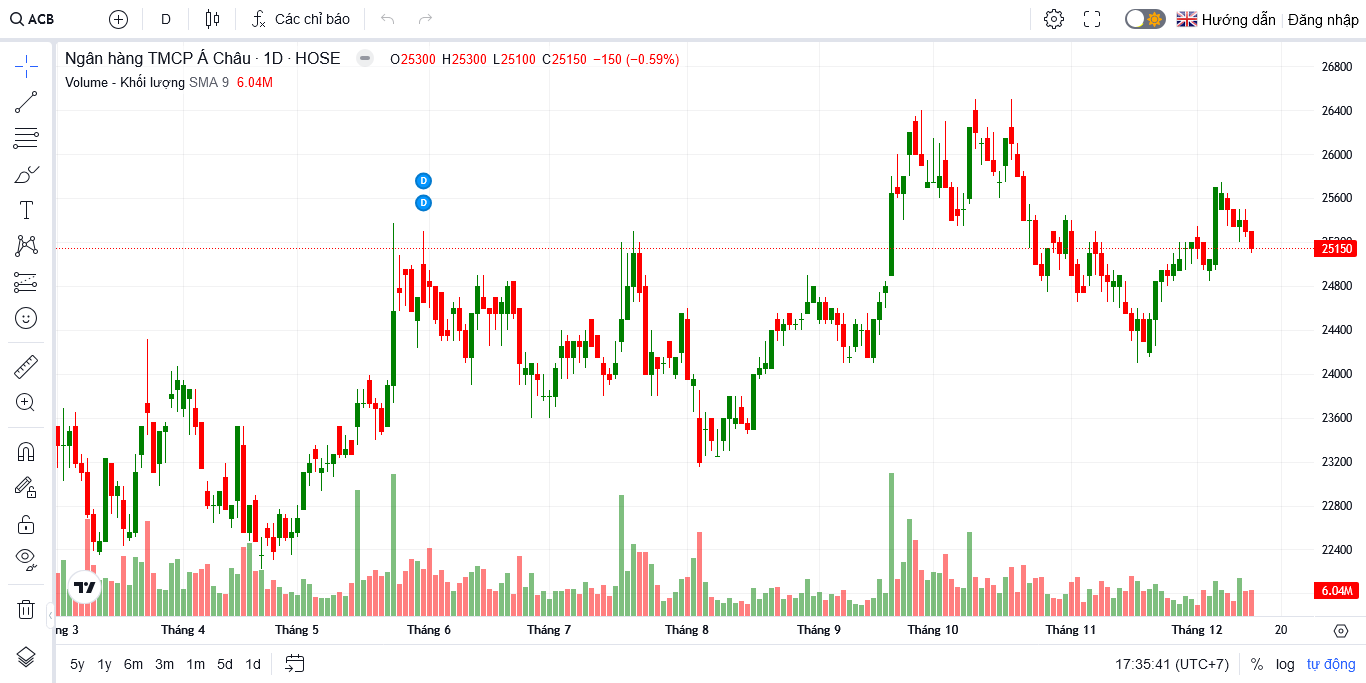 ACB D Các chỉ báo Hướng dẫn Đăng nhập
Ngân hàng TMCP Á Châu · 1D · HOSE O25300 H25300 L25100 C25150 −150 (−0.59%)
Volume - Khối lượng SMA 9 6.04M
D
D
26800
26400
26000
25600
25200
25150
24800
24400
24000
23600
23200
22800
22400
6.04M
ng 3 Tháng 4 Tháng 5 Tháng 6 Tháng 7 Tháng 8 Tháng 9 Tháng 10 Tháng 11 Tháng 12 20
5y 1y 6m 3m 1m 5d 1d 17:35:41 (UTC+7) % log tự động